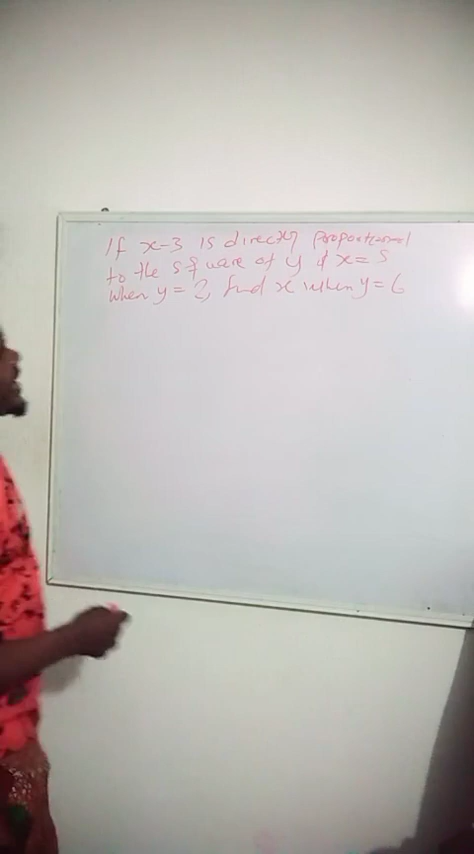 If x-3 is directly proportional
to the square of y & x=5
when y = 2, find x when y = 6